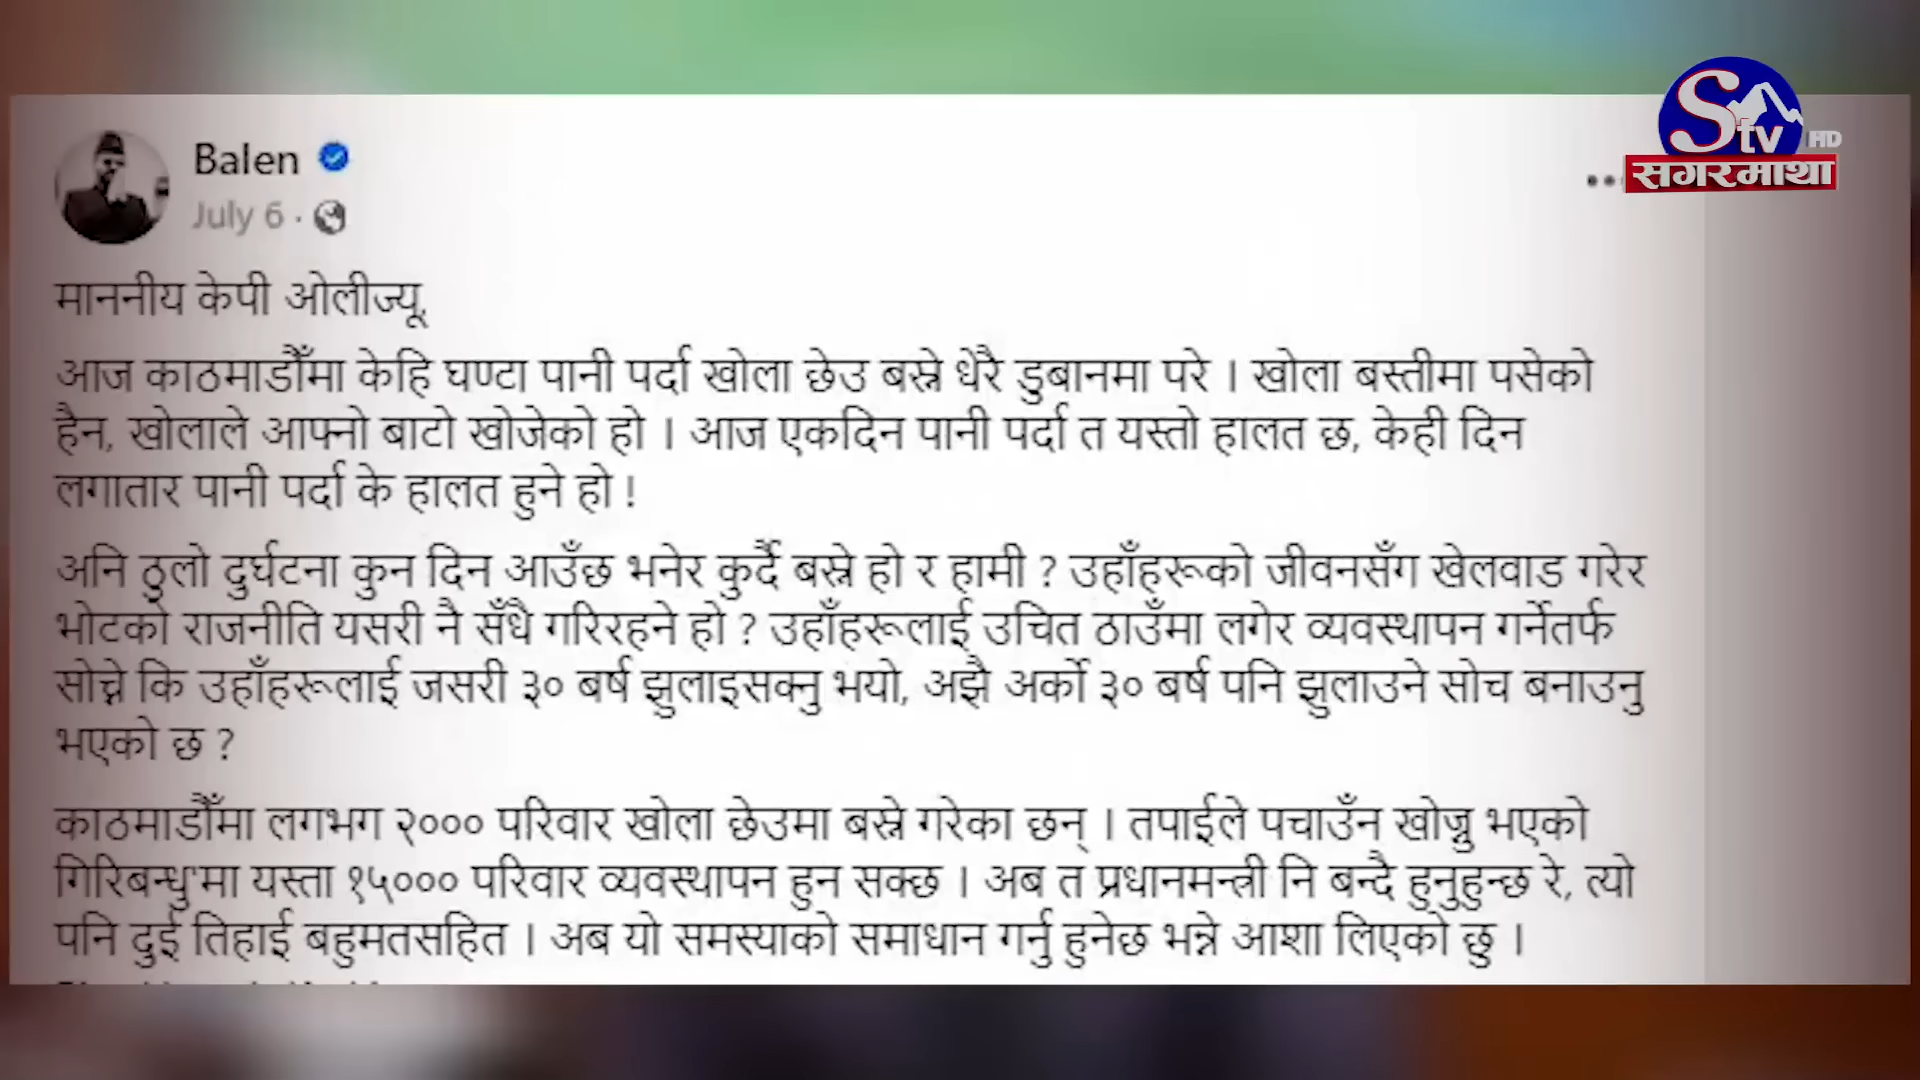 Stv HD
सगरमाथा
Balen
July 6 ·
माननीय केपी ओलीज्यू,
आज काठमाडौँमा केहि घण्टा पानी पर्दा खोला छेउ बस्ने धेरै डुबानमा परे । खोला बस्तीमा पसेको
हैन, खोलाले आफ्नो बाटो खोजेको हो । आज एकदिन पानी पर्दा त यस्तो हालत छ, केही दिन
लगातार पानी पर्दा के हालत हुने हो !
अनि ठुलो दुर्घटना कुन दिन आउँछ भनेर कुर्दै बस्ने हो र हामी ? उहाँहरूको जीवनसँग खेलवाड गरेर
भोटको राजनीति यसरी नै सँधै गरिरहने हो ? उहाँहरूलाई उचित ठाउँमा लगेर व्यवस्थापन गर्नेतर्फ
सोच्ने कि उहाँहरूलाई जसरी ३० बर्ष झुलाइसक्नु भयो, अझै अर्को ३० बर्ष पनि झुलाउने सोच बनाउनु
भएको छ ?
काठमाडौँमा लगभग २००० परिवार खोला छेउमा बस्ने गरेका छन् । तपाईले पचाउँन खोज्नु भएको
गिरिबन्धु'मा यस्ता १५००० परिवार व्यवस्थापन हुन सक्छ । अब त प्रधानमन्त्री नि बन्दै हुनुहुन्छ रे, त्यो
पनि दुई तिहाई बहुमतसहित । अब यो समस्याको समाधान गर्नु हुनेछ भन्ने आशा लिएको छु ।